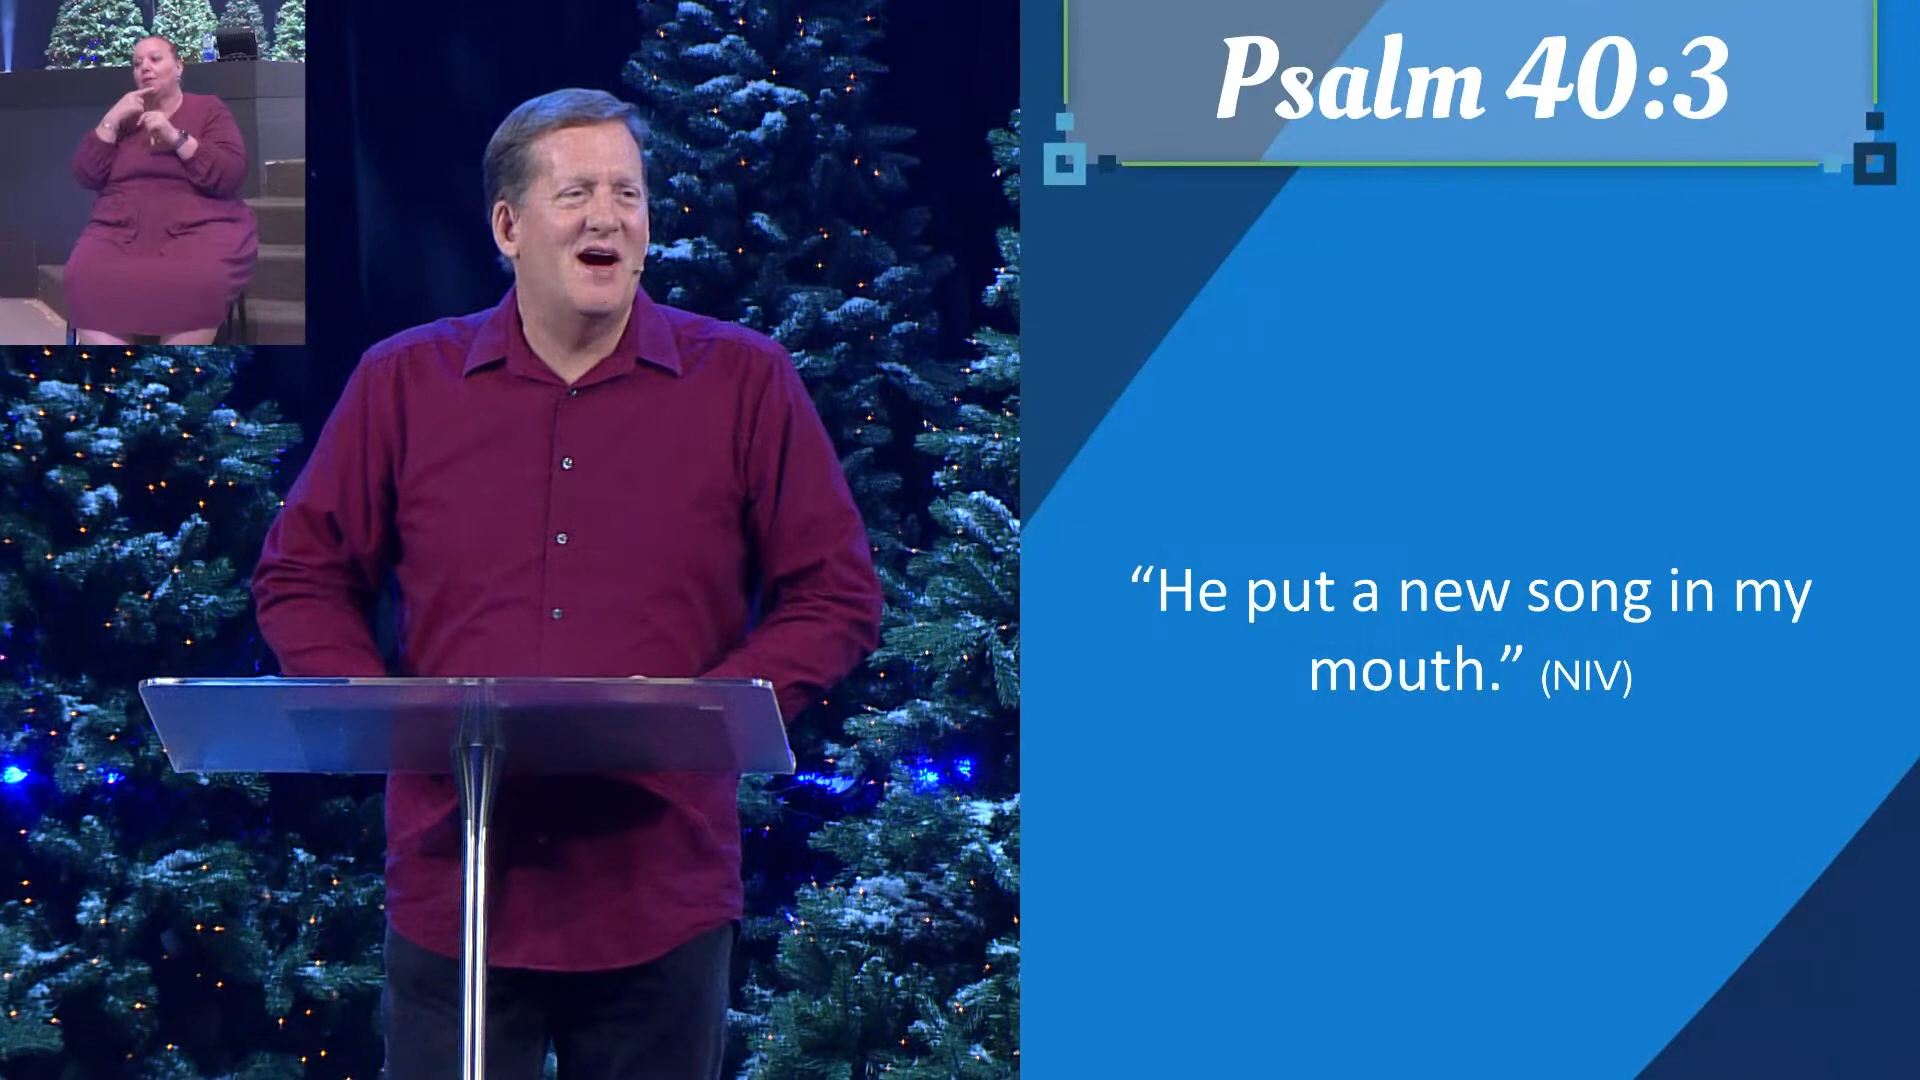 Psalm 40:3
“He put a new song in my
mouth.” (NIV)